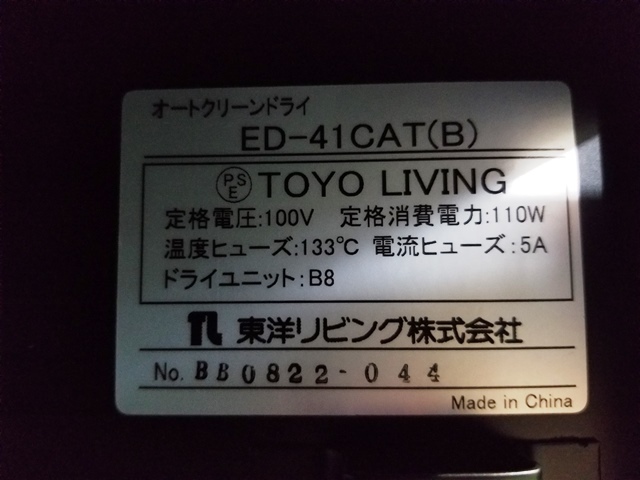 オートクリーンドライ
ED-41CAT(B)
PSE TOYO LIVING
定格電圧:100V 定格消費電力:110W
温度ヒューズ:133℃ 電流ヒューズ:5A
ドライユニット:B8
TL 東洋リビング株式会社
No. BB0822-044
Made in China